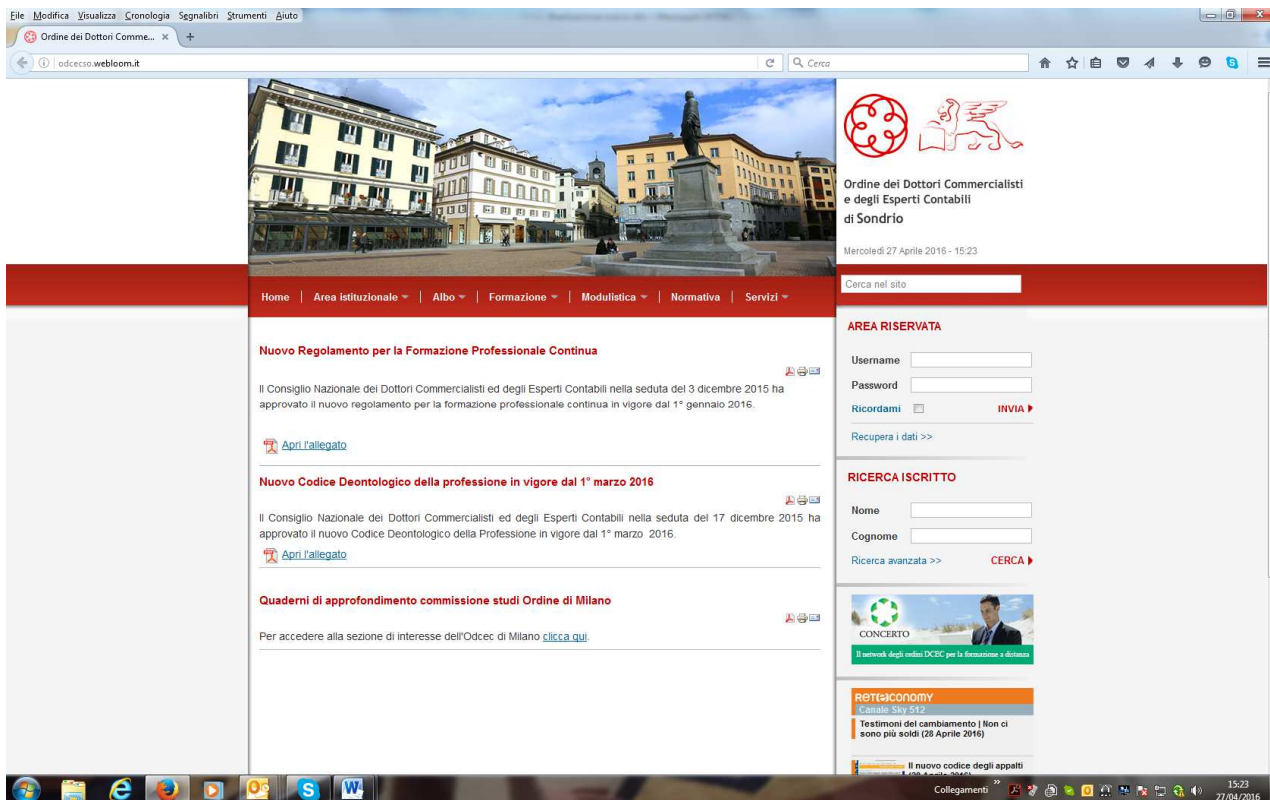 File Modifica Visualizza Cronologia Segnalibri Strumenti Aiuto
Ordine dei Dottori Comme... × +
odcecso.webloom.it
Cerca
Ordine dei Dottori Commercialisti
e degli Esperti Contabili
di Sondrio
Mercoledì 27 Aprile 2016 - 15:23
Home | Area istituzionale | Albo | Formazione | Modulistica | Normativa | Servizi
Cerca nel sito
Nuovo Regolamento per la Formazione Professionale Continua
Il Consiglio Nazionale dei Dottori Commercialisti ed degli Esperti Contabili nella seduta del 3 dicembre 2015 ha
approvato il nuovo regolamento per la formazione professionale continua in vigore dal 1° gennaio 2016.
Apri l'allegato
Nuovo Codice Deontologico della professione in vigore dal 1° marzo 2016
Il Consiglio Nazionale dei Dottori Commercialisti ed degli Esperti Contabili nella seduta del 17 dicembre 2015 ha
approvato il nuovo Codice Deontologico della Professione in vigore dal 1° marzo 2016.
Apri l'allegato
Quaderni di approfondimento commissione studi Ordine di Milano
Per accedere alla sezione di interesse dell'Odcec di Milano clicca qui.
AREA RISERVATA
Username
Password
Ricordami INVIA
Recupera i dati >>
RICERCA ISCRITTO
Nome
Cognome
Ricerca avanzata >> CERCA
CONCERTO
Il network degli ordini DCEC per la formazione a distanza
RET(e)CONOMY
Canale Sky 512
Testimoni del cambiamento | Non ci
sono più soldi (28 Aprile 2016)
Il nuovo codice degli appalti
(28 Aprile 2016)
Collegamenti
15:23
27/04/2016